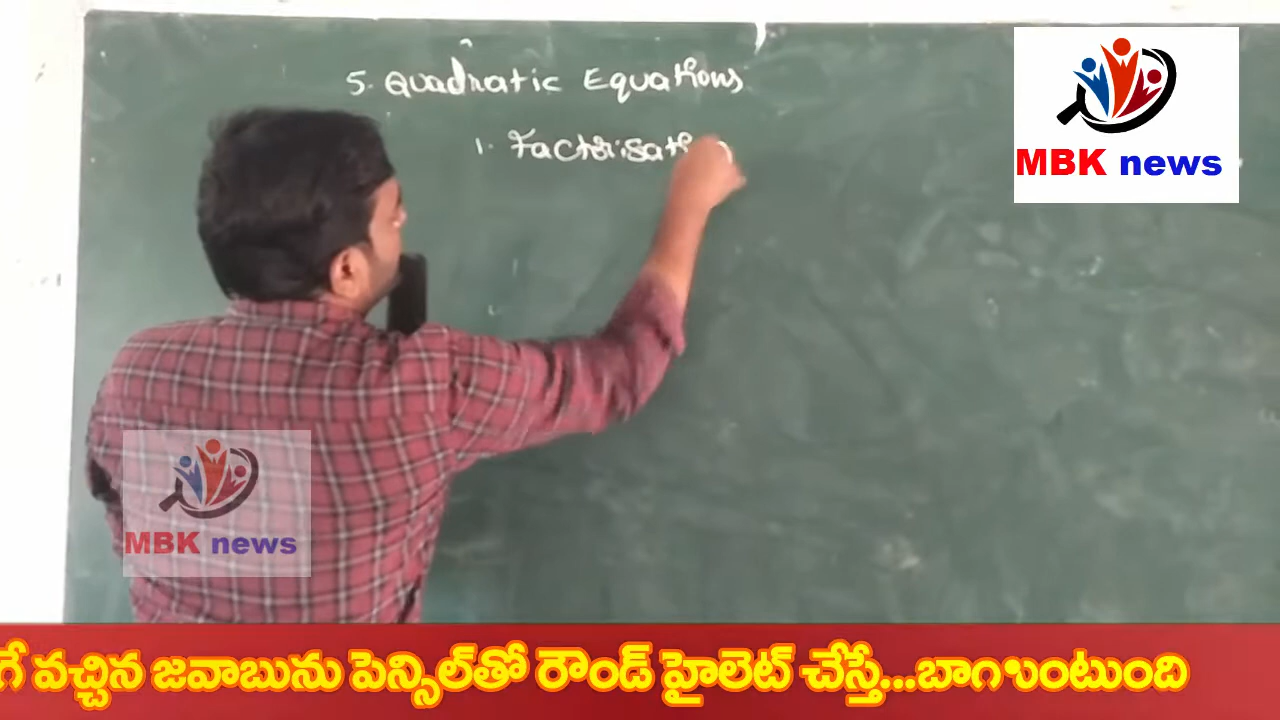 5. Quadratic Equations
1. Factorisati
MBK news
MBK news
గే వచ్చిన జవాబును పెన్సిల్‌తో రౌండ్ హైలెట్ చేస్తే...బాగుంటుంది